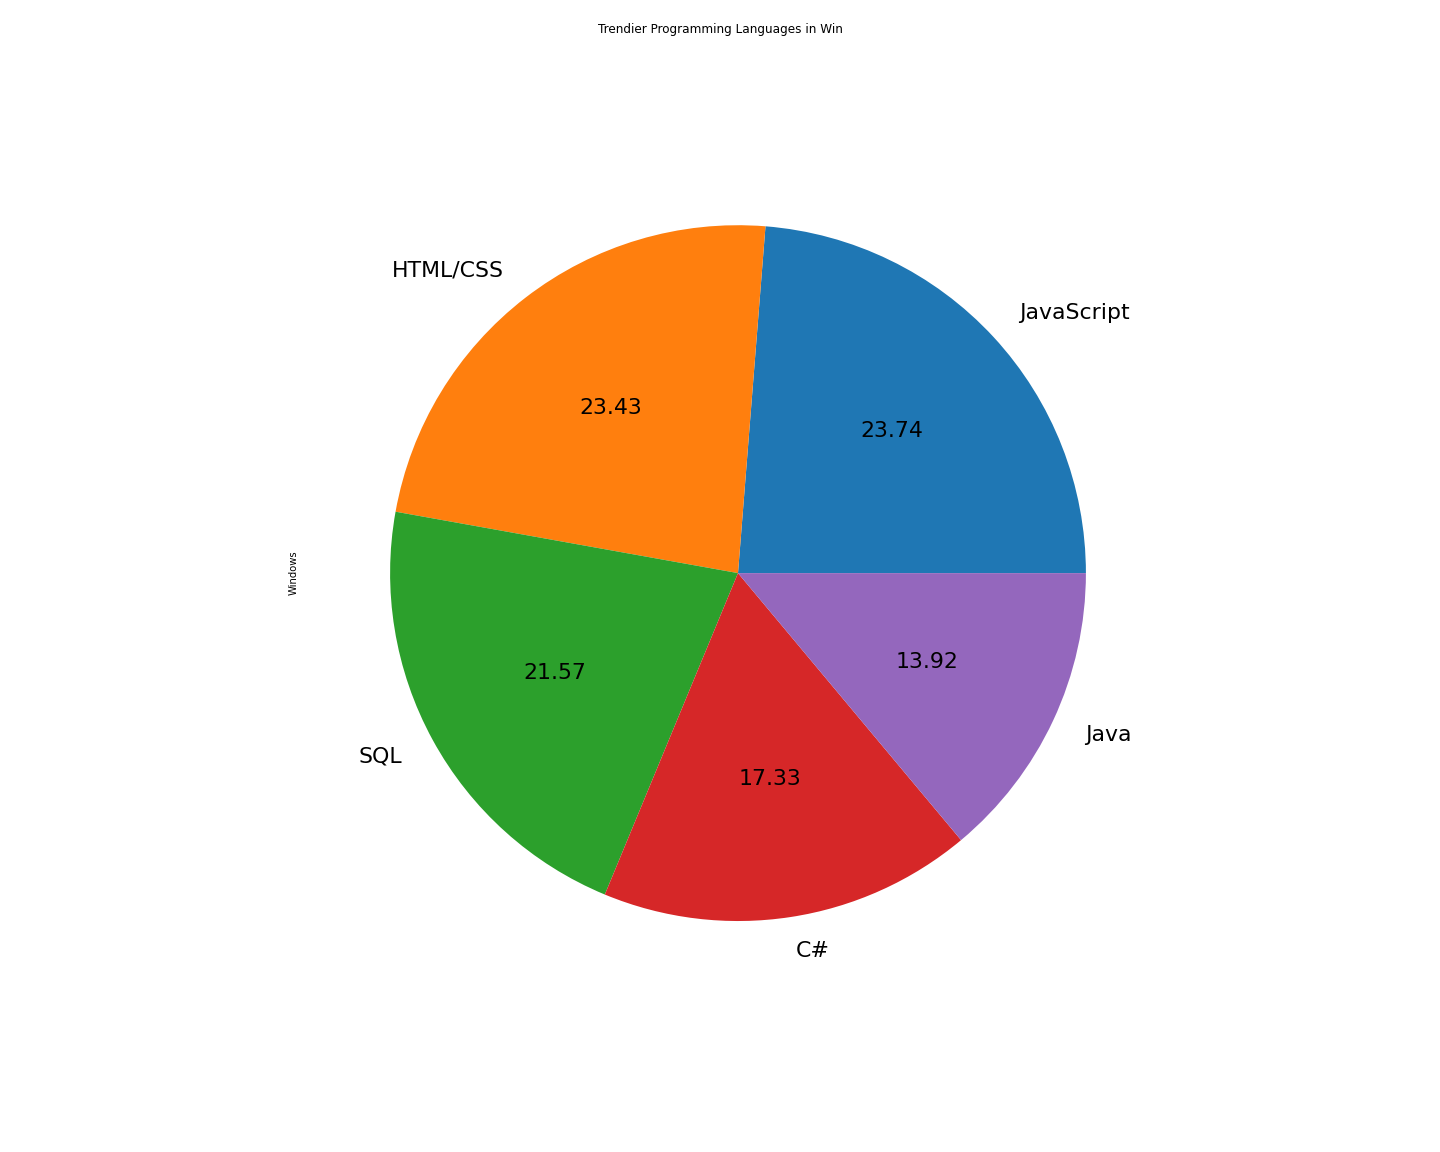 Trendier Programming Languages in Win
HTML/CSS
JavaScript
23.43
23.74
Windows
21.57
13.92
SQL
Java
17.33
C#